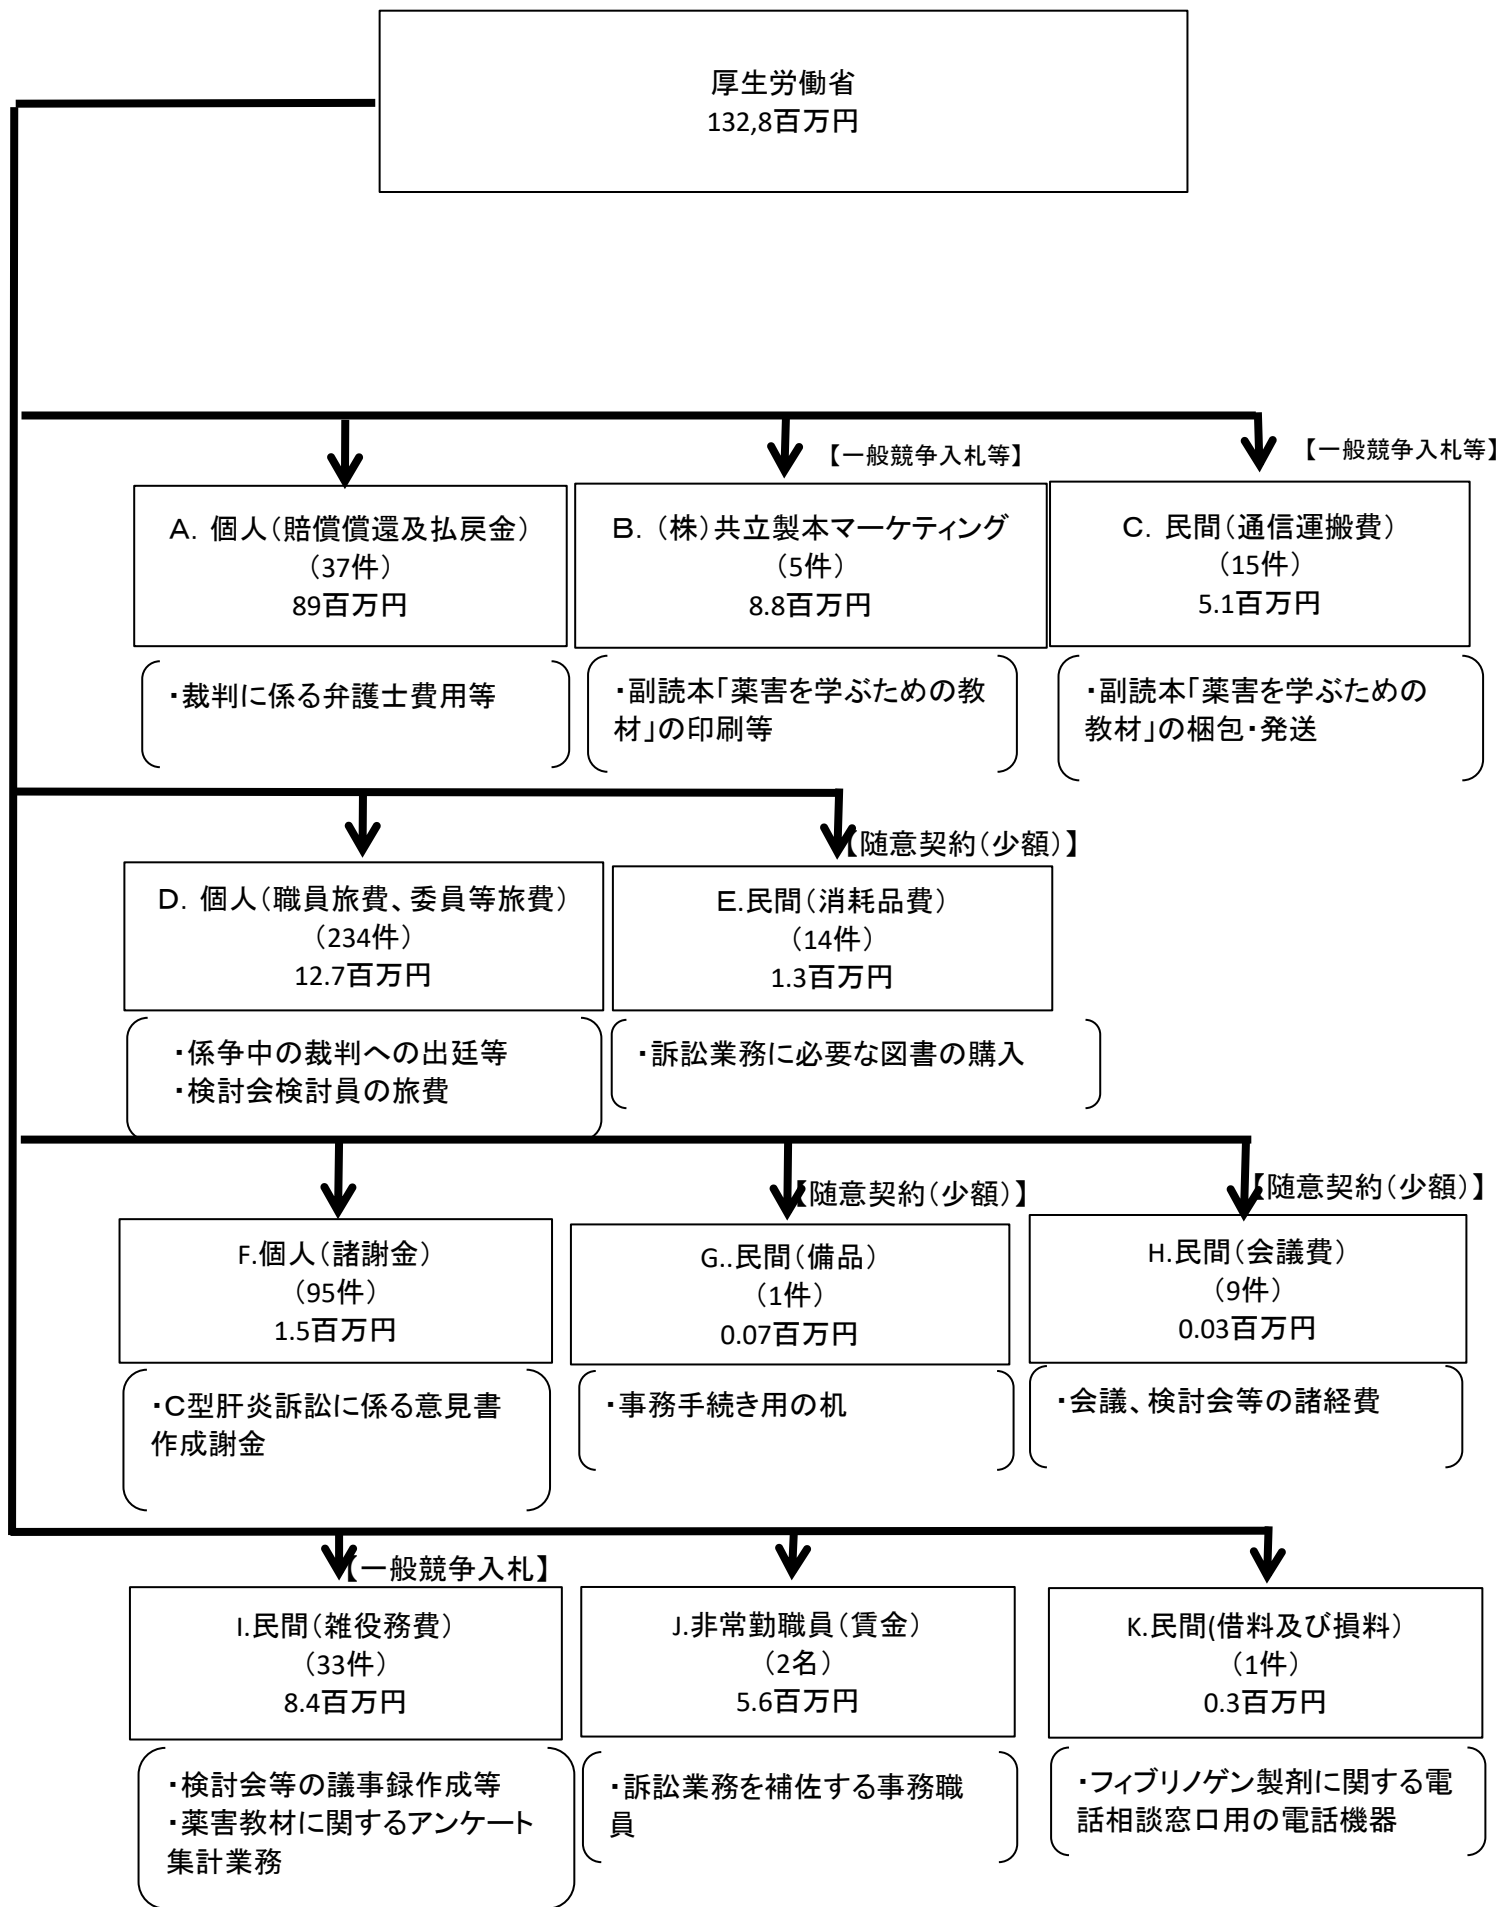 厚生労働省
132,8百万円
【一般競争入札等】
【一般競争入札等】
A. 個人（賠償償還及払戻金）
（37件）
89百万円
B. （株）共立製本マーケティング
（5件）
8.8百万円
C. 民間（通信運搬費）
（15件）
5.1百万円
・裁判に係る弁護士費用等
・副読本「薬害を学ぶための教
材」の印刷等
・副読本「薬害を学ぶための
教材」の梱包・発送
【随意契約（少額）】
D. 個人（職員旅費、委員等旅費）
（234件）
12.7百万円
E.民間（消耗品費）
（14件）
1.3百万円
・係争中の裁判への出廷等
・検討会検討員の旅費
・訴訟業務に必要な図書の購入
【随意契約（少額）】
【随意契約（少額）】
F.個人（諸謝金）
（95件）
1.5百万円
G..民間（備品）
（1件）
0.07百万円
H.民間（会議費）
（9件）
0.03百万円
・C型肝炎訴訟に係る意見書
作成謝金
・事務手続き用の机
・会議、検討会等の諸経費
【一般競争入札】
I.民間（雑役務費）
（33件）
8.4百万円
J.非常勤職員（賃金）
（2名）
5.6百万円
K.民間(借料及び損料）
（1件）
0.3百万円
・検討会等の議事録作成等
・薬害教材に関するアンケート
集計業務
・訴訟業務を補佐する事務職
員
・フィブリノゲン製剤に関する電
話相談窓口用の電話機器